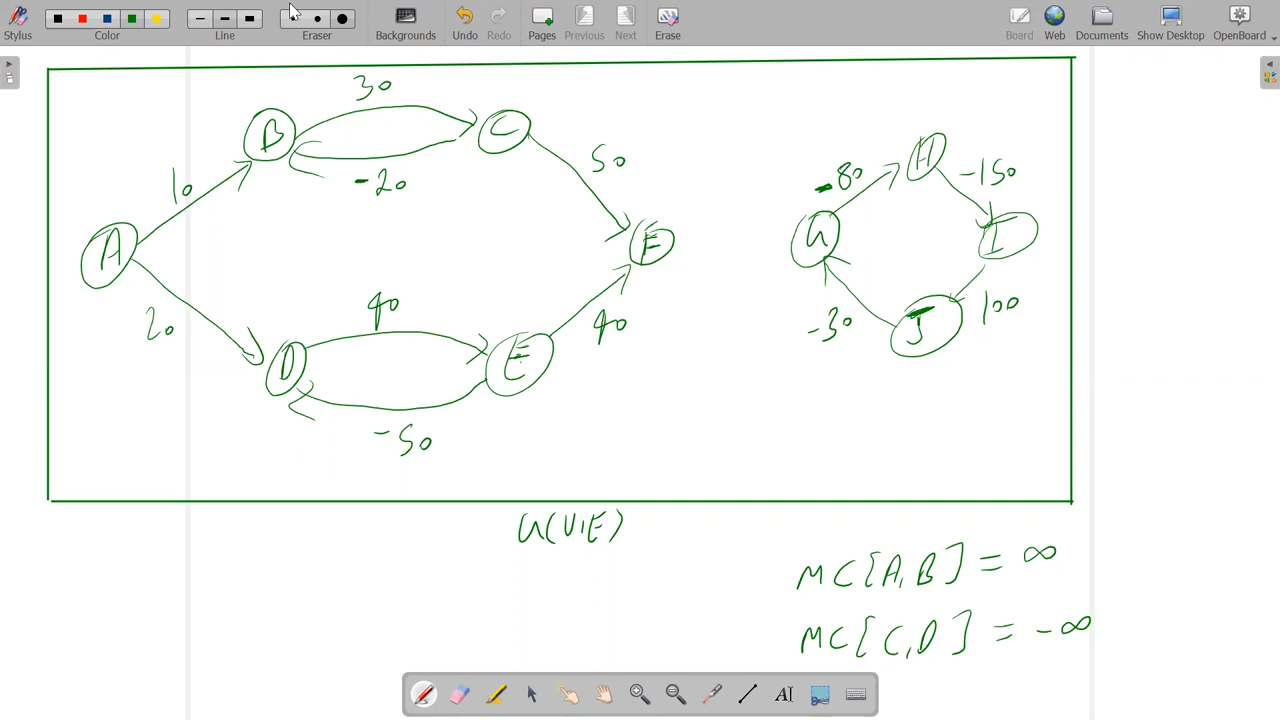 Stylus Color Line Eraser Backgrounds Undo Redo Pages Previous Next Erase Board Web Documents Show Desktop OpenBoard
30
B
C
-20
10
50
A
F
20
40
40
D
E
-50
-80
H
-150
G
I
-30
J
100
G(V,E)
MC[A,B] = ∞
MC[C,D] = -∞
AI